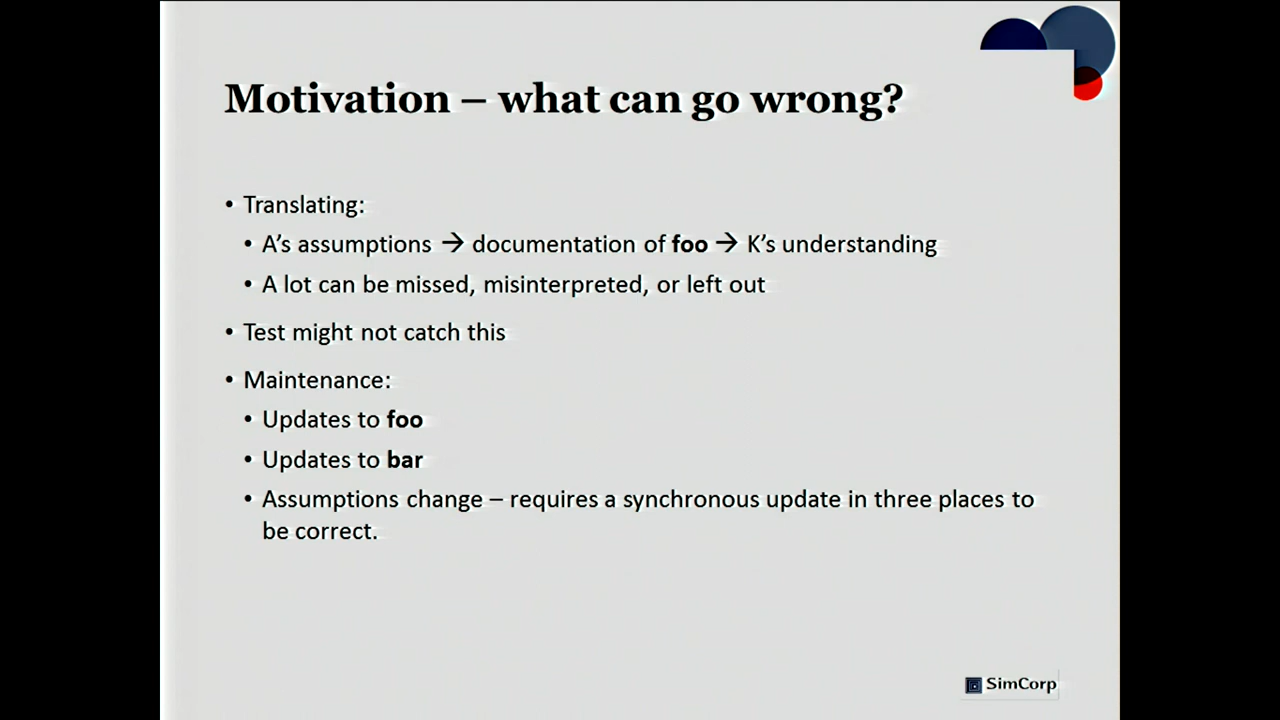 Motivation – what can go wrong?
• Translating:
• A’s assumptions → documentation of foo → K’s understanding
• A lot can be missed, misinterpreted, or left out
• Test might not catch this
• Maintenance:
• Updates to foo
• Updates to bar
• Assumptions change – requires a synchronous update in three places to
be correct.
SimCorp